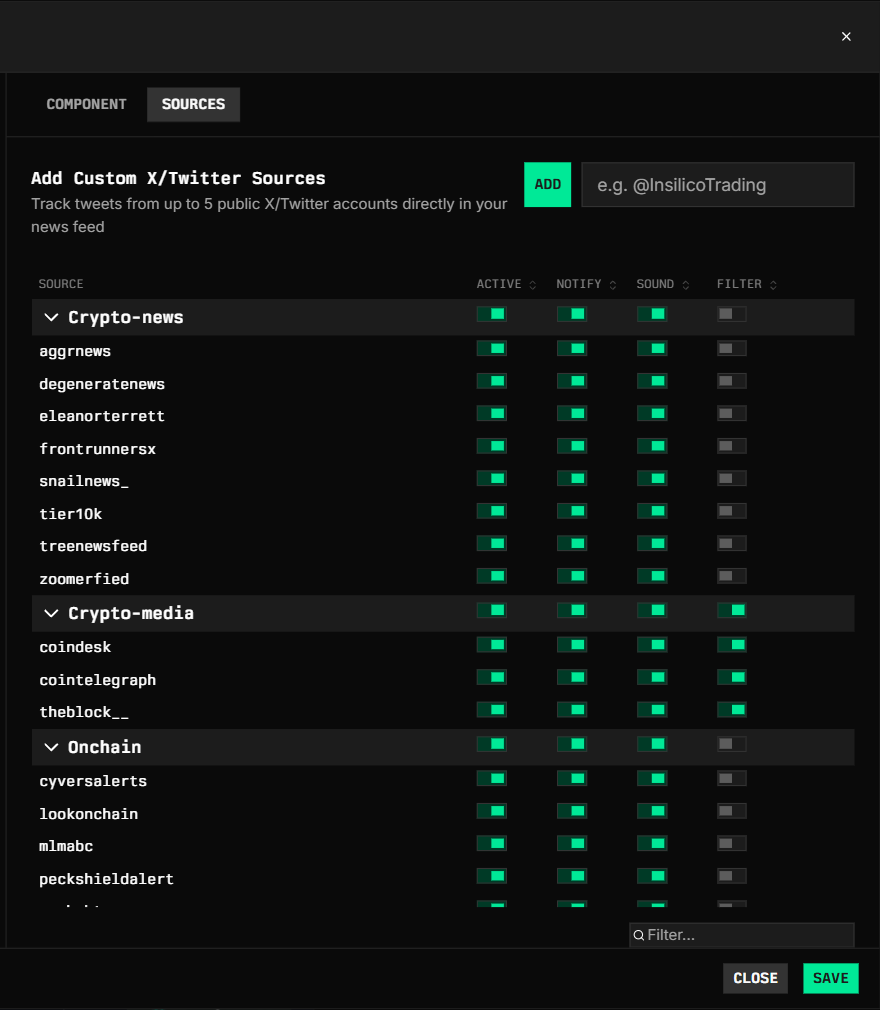 COMPONENT SOURCES
Add Custom X/Twitter Sources
Track tweets from up to 5 public X/Twitter accounts directly in your
news feed
ADD e.g. @InsilicoTrading
SOURCE ACTIVE NOTIFY SOUND FILTER
Crypto-news
aggrnews
degeneratenews
eleanorterrett
frontrunnersx
snailnews_
tier10k
treenewsfeed
zoomerfied
Crypto-media
coindesk
cointelegraph
theblock__
Onchain
cyversalerts
lookonchain
mlmabc
peckshieldalert
Filter...
CLOSE SAVE